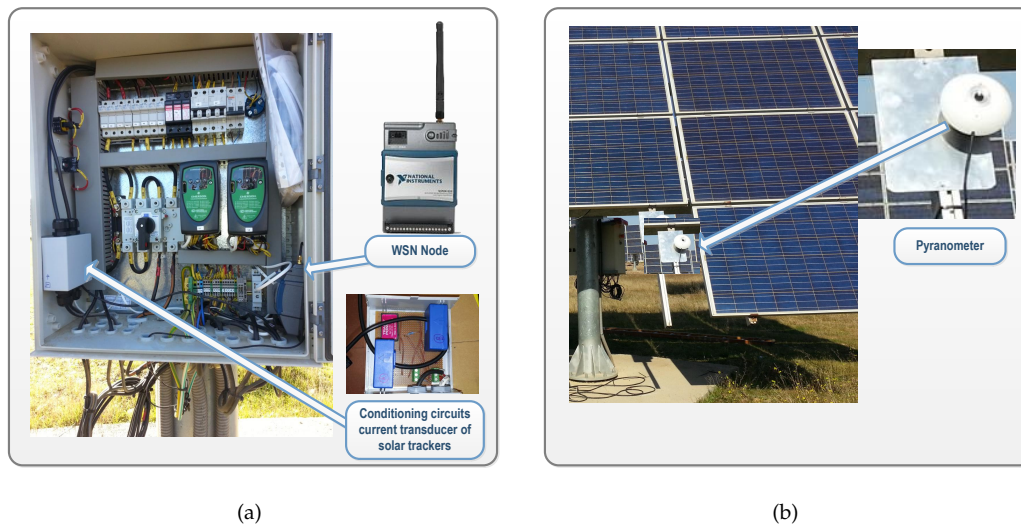 NATIONAL
INSTRUMENTS
WSN Node
Conditioning circuits
current transducer of
solar trackers
Pyranometer
(a)
(b)